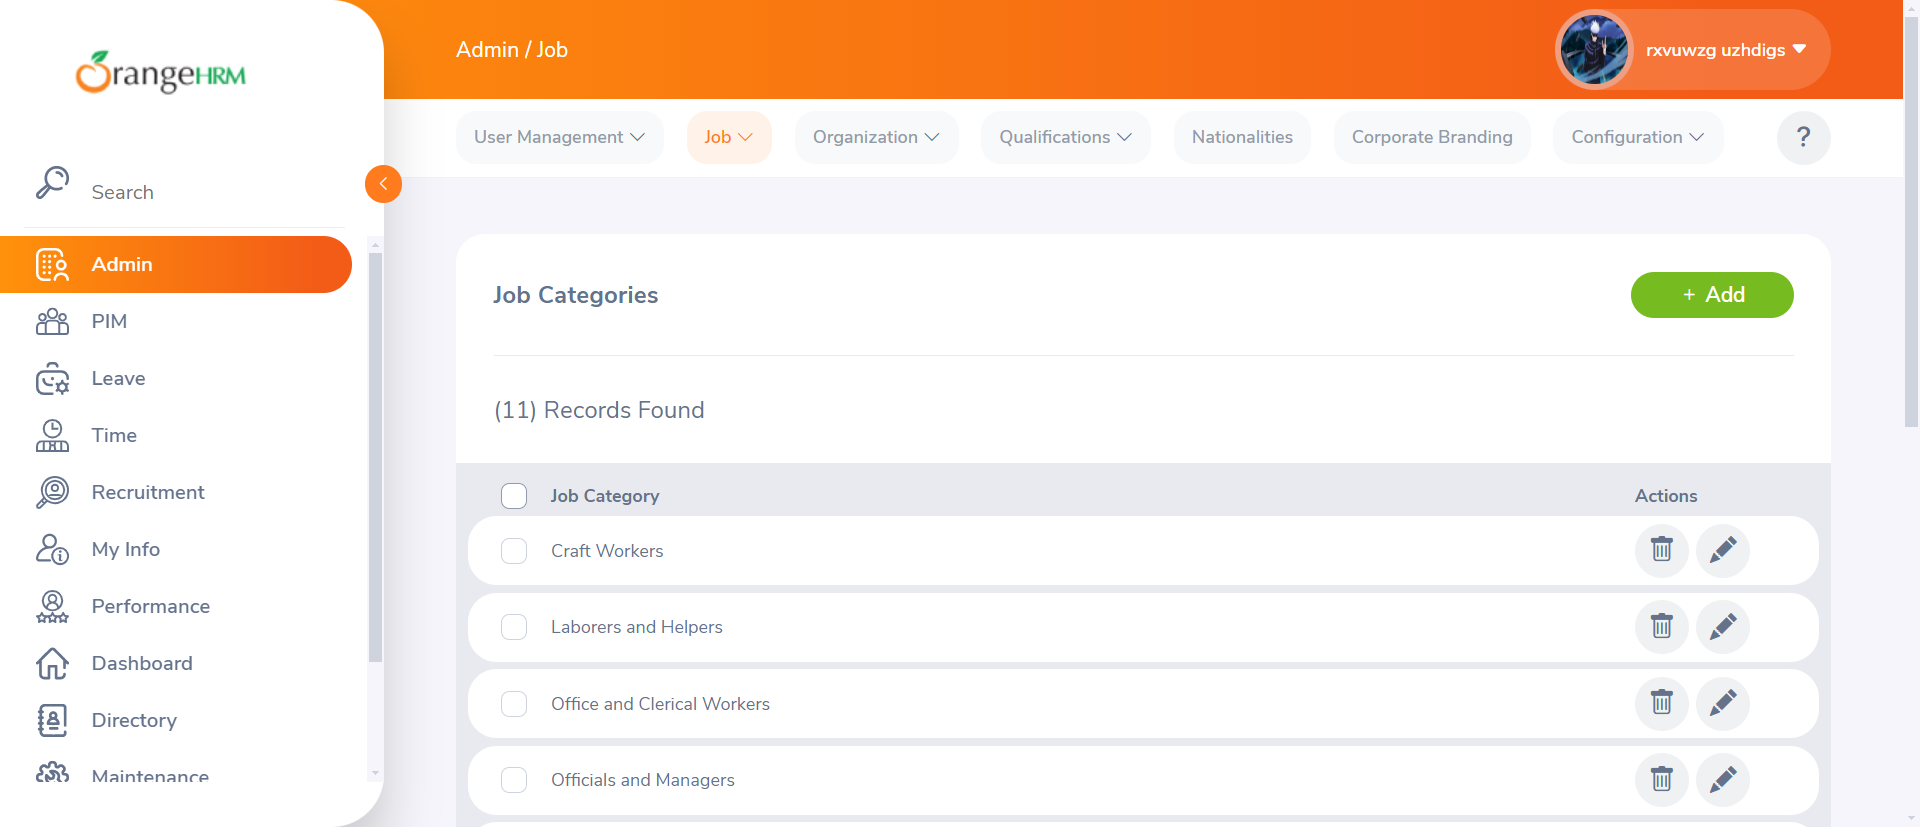 OrangeHRM
Admin / Job
rxvuwzg uzhdigs
User Management
Job
Organization
Qualifications
Nationalities
Corporate Branding
Configuration
?
Search
Admin
PIM
Leave
Time
Recruitment
My Info
Performance
Dashboard
Directory
Maintenance
Job Categories
+ Add
(11) Records Found
Job Category
Actions
Craft Workers
Laborers and Helpers
Office and Clerical Workers
Officials and Managers